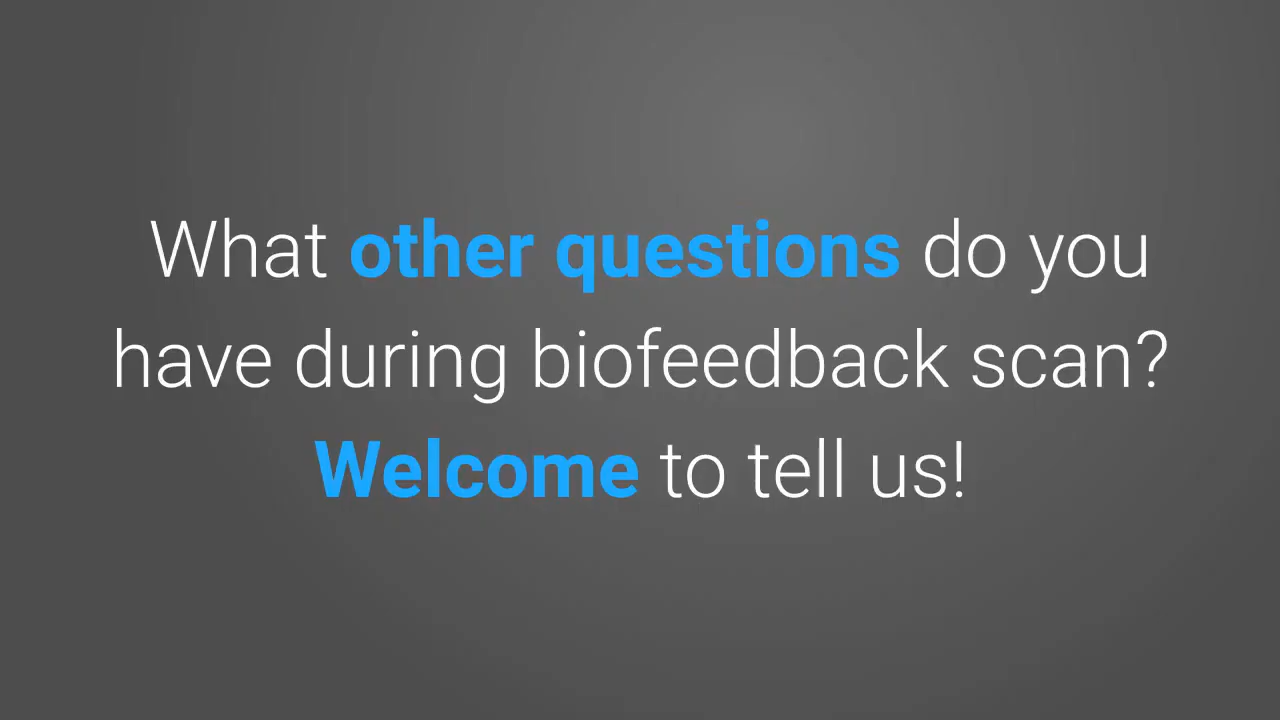 What other questions do you
have during biofeedback scan?
Welcome to tell us!